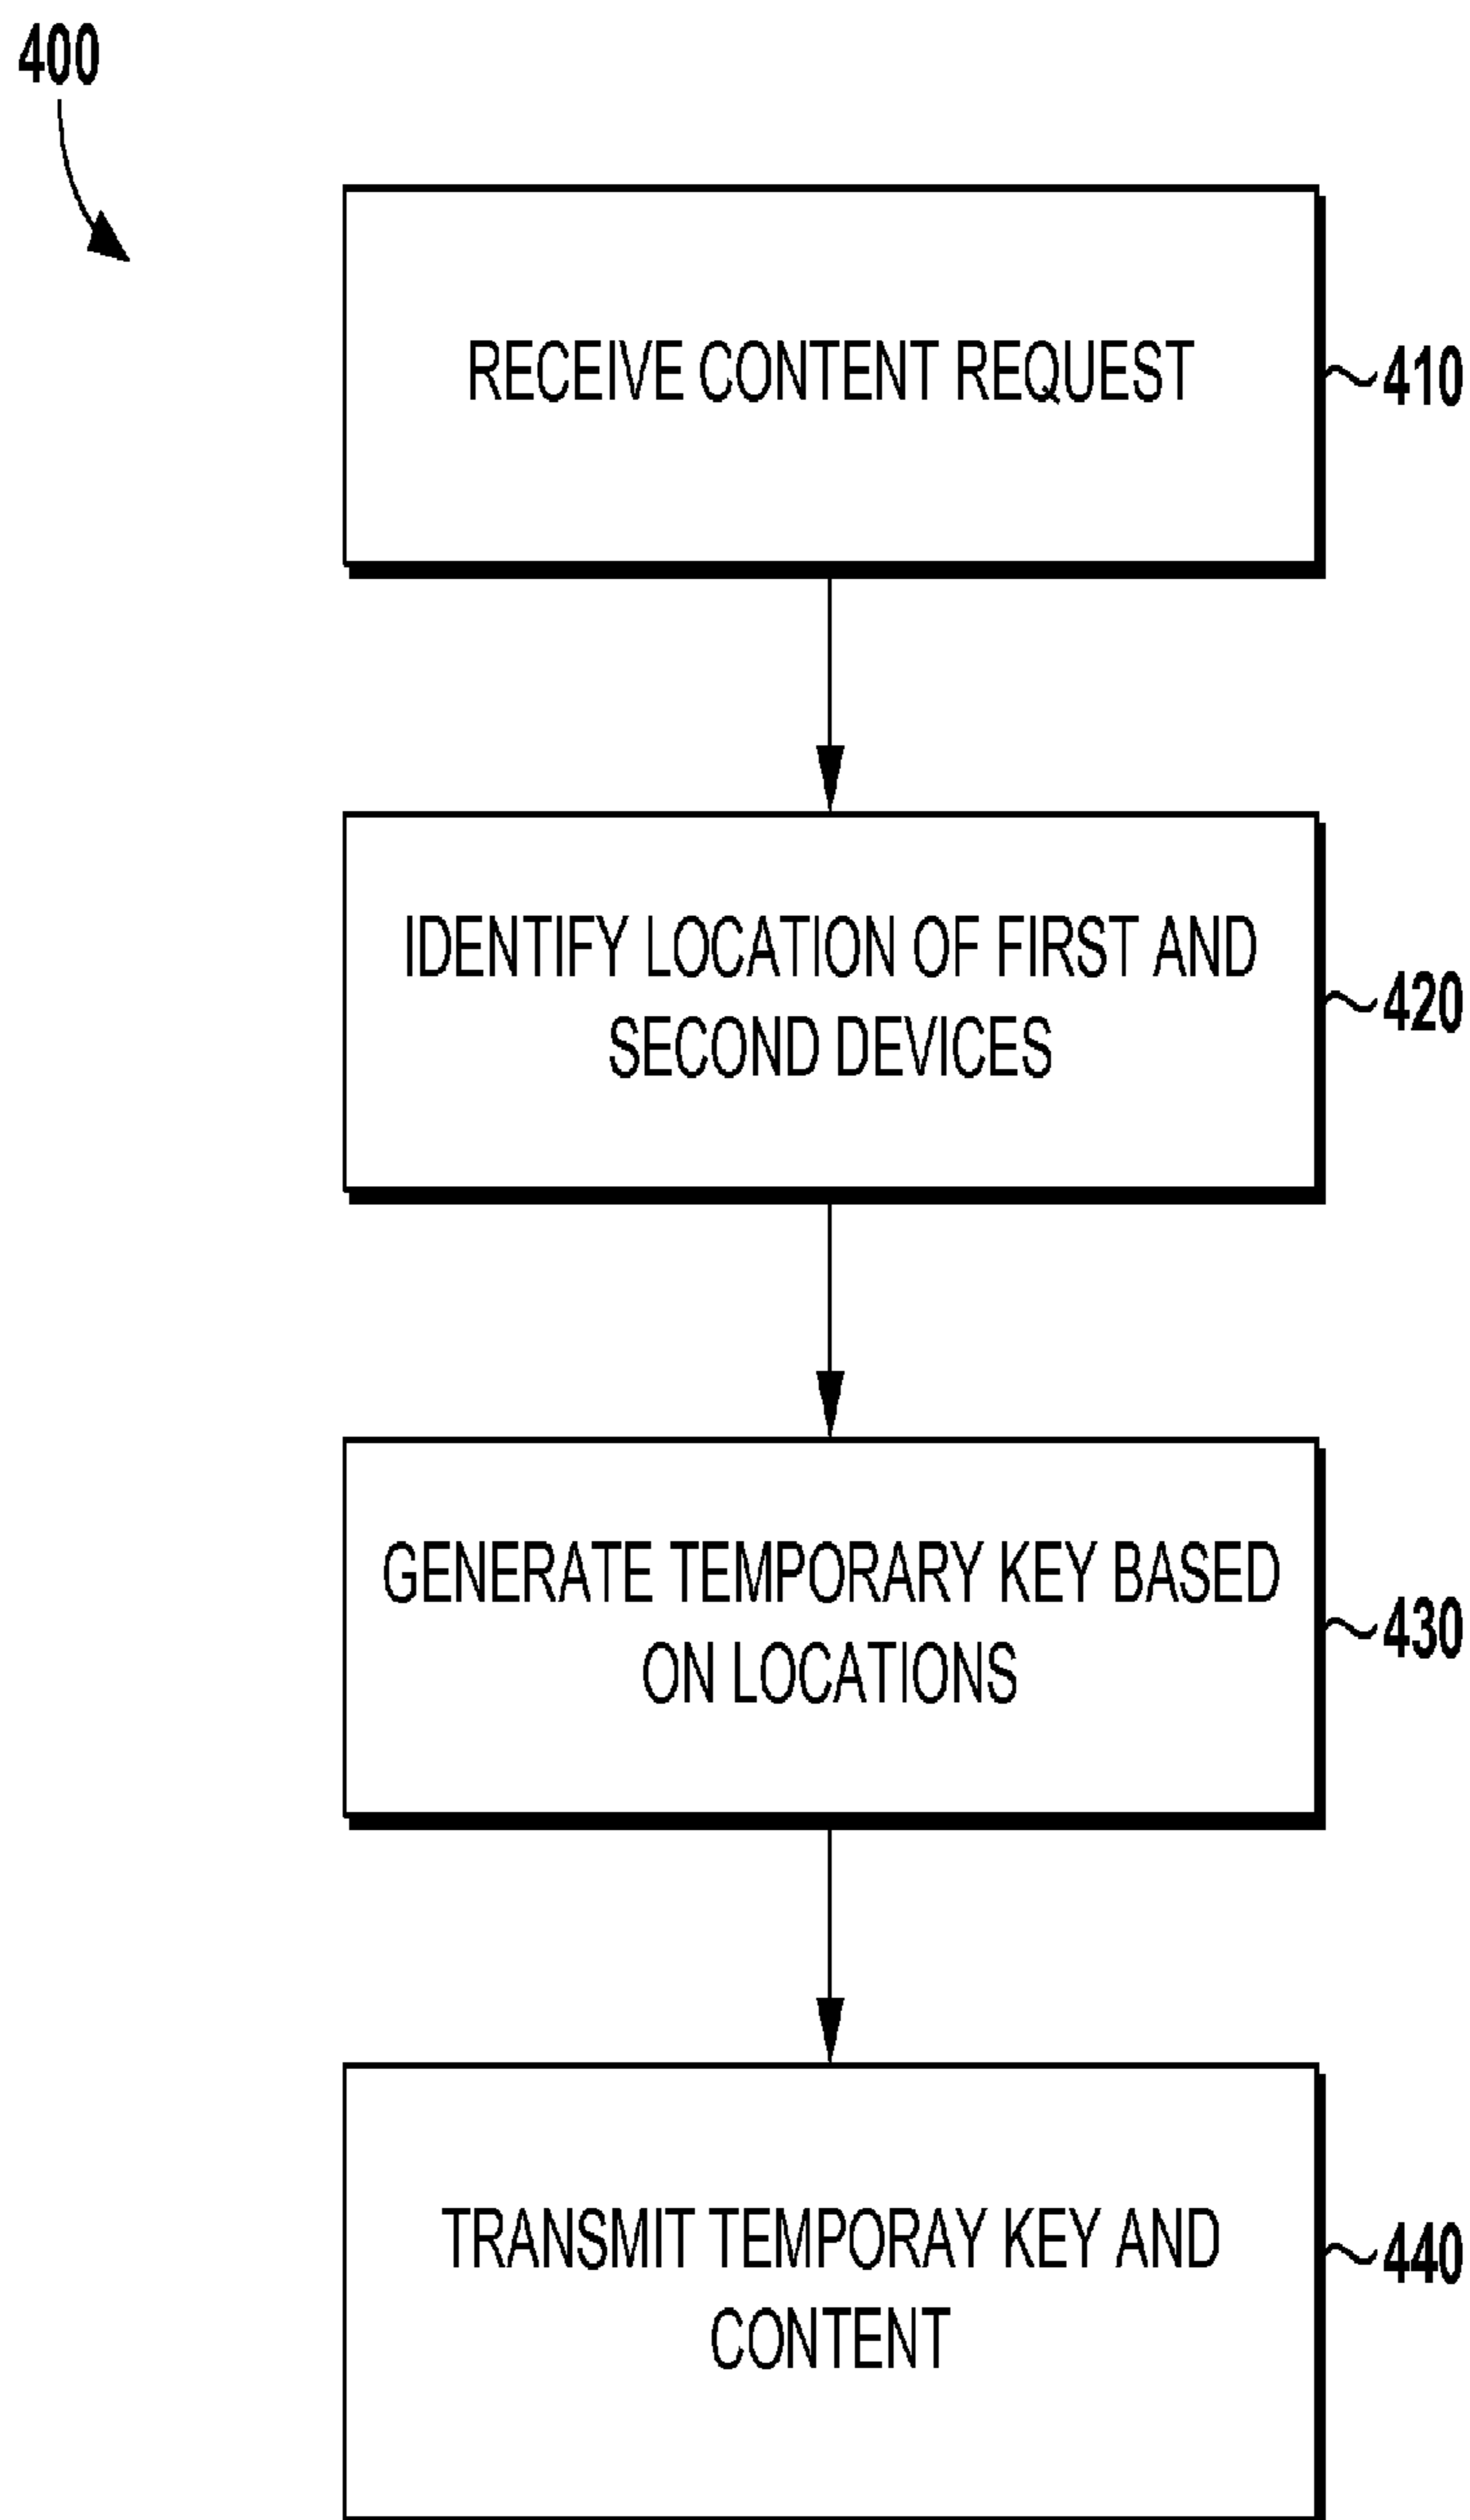 400
RECEIVE CONTENT REQUEST
410
IDENTIFY LOCATION OF FIRST AND
SECOND DEVICES
420
GENERATE TEMPORARY KEY BASED
ON LOCATIONS
430
TRANSMIT TEMPORAY KEY AND
CONTENT
440